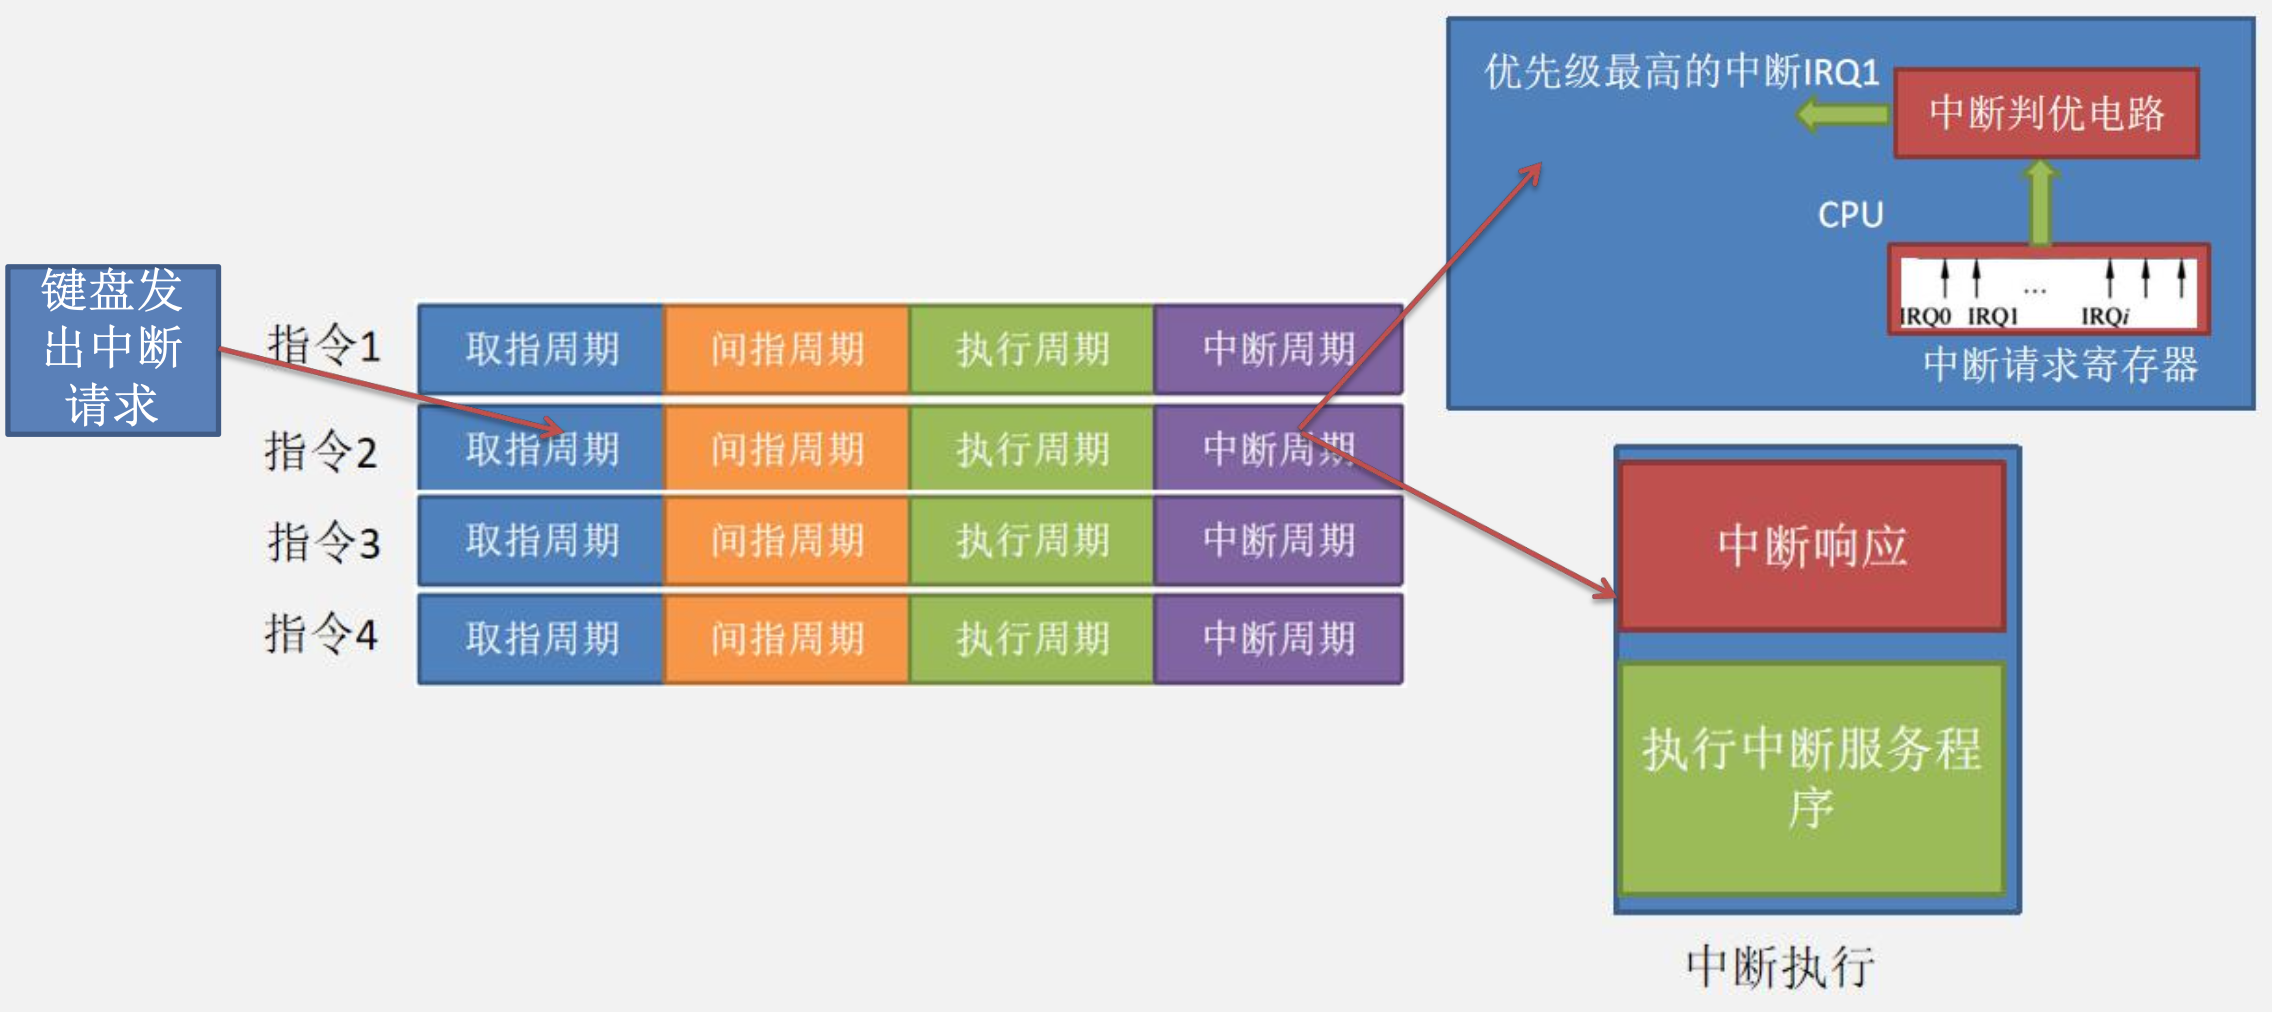 优先级最高的中断IRQ1
中断判优电路
CPU
IRQ0 IRQ1 ... IRQi
中断请求寄存器
键盘发
出中断
请求
指令1 取指周期 间指周期 执行周期 中断周期
指令2 取指周期 间指周期 执行周期 中断周期
指令3 取指周期 间指周期 执行周期 中断周期
指令4 取指周期 间指周期 执行周期 中断周期
中断响应
执行中断服务程
序
中断执行